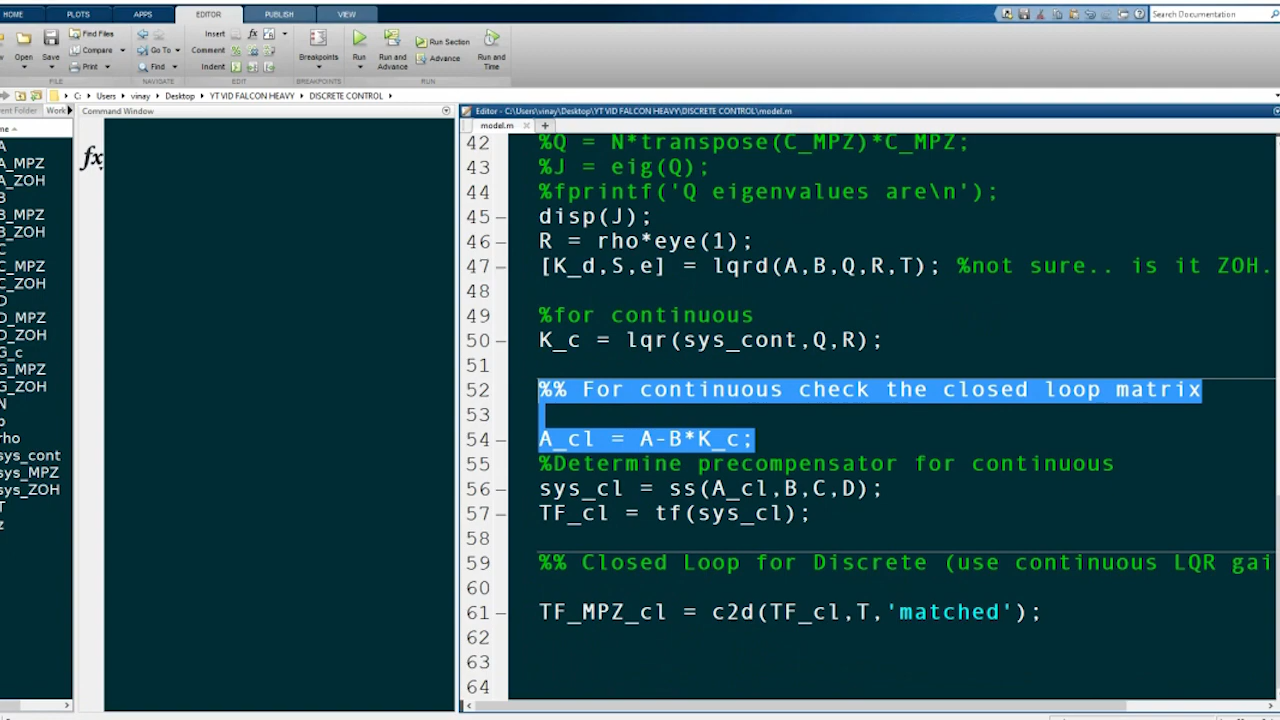 HOME PLOTS APPS EDITOR PUBLISH VIEW Search Documentation
Find Files Insert fx
Compare Go To Comment
Open Save Print Find Indent Breakpoints Run Run and Advance Run Section Advance Run and Time
FILE NAVIGATE EDIT BREAKPOINTS RUN
C: ▸ Users ▸ vinay ▸ Desktop ▸ YT VID FALCON HEAVY ▸ DISCRETE CONTROL ▸
Work
Command Window
Editor - C:\Users\vinay\Desktop\YT VID FALCON HEAVY\DISCRETE CONTROL\model.m
model.m × +
fx
A
A_MPZ
A_ZOH
B
B_MPZ
B_ZOH
C
C_MPZ
C_ZOH
D
D_MPZ
D_ZOH
G_c
G_MPZ
G_ZOH
N
rho
sys_cont
sys_MPZ
sys_ZOH
T
z
42 %Q = N*transpose(C_MPZ)*C_MPZ;
43 %J = eig(Q);
44 %fprintf('Q eigenvalues are\n');
45 – disp(J);
46 – R = rho*eye(1);
47 – [K_d,S,e] = lqrd(A,B,Q,R,T); %not sure.. is it ZOH.
48
49 %for continuous
50 – K_c = lqr(sys_cont,Q,R);
51
52 %% For continuous check the closed loop matrix
53
54 – A_cl = A-B*K_c;
55 %Determine precompensator for continuous
56 – sys_cl = ss(A_cl,B,C,D);
57 – TF_cl = tf(sys_cl);
58
59 %% Closed Loop for Discrete (use continuous LQR gai
60
61 – TF_MPZ_cl = c2d(TF_cl,T,'matched');
62
63
64